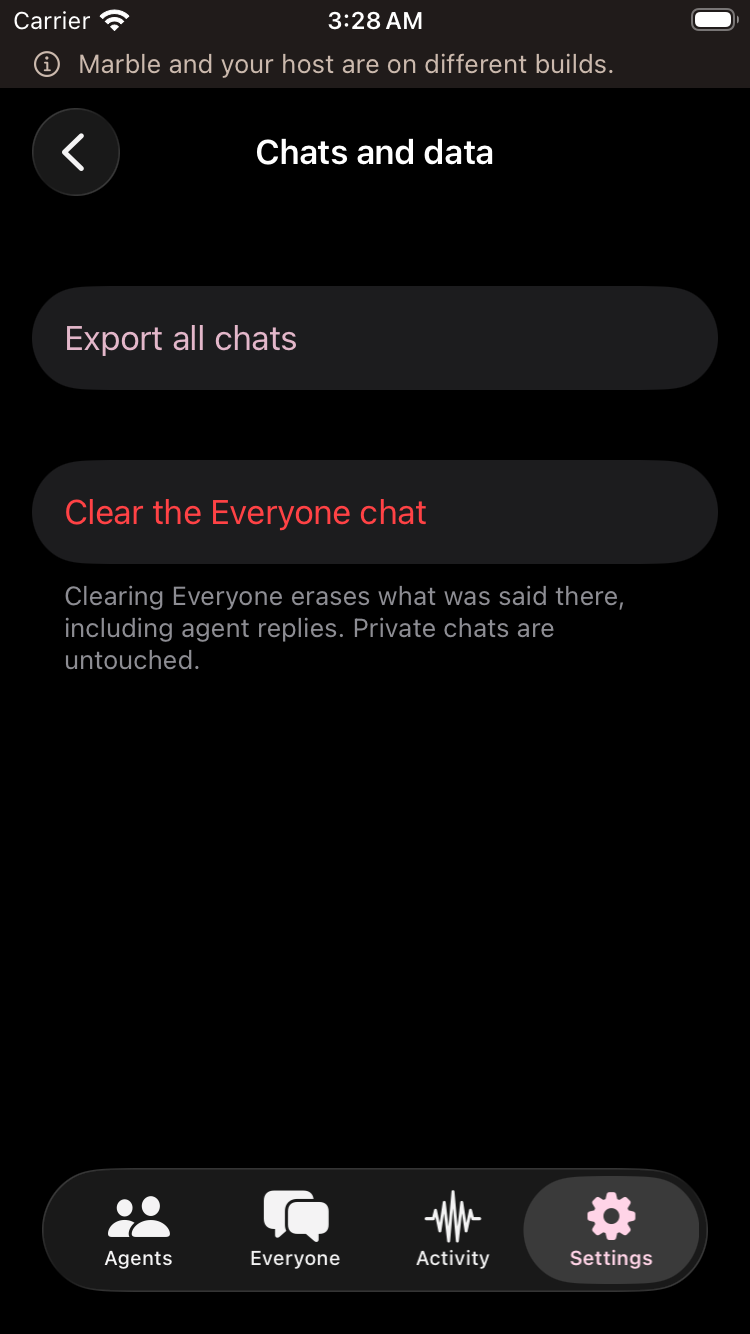 Carrier 3:28 AM
Marble and your host are on different builds.
Chats and data
Export all chats
Clear the Everyone chat
Clearing Everyone erases what was said there,
including agent replies. Private chats are
untouched.
Agents Everyone Activity Settings